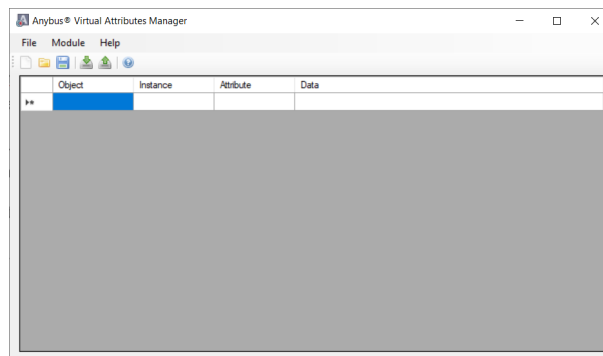 Anybus® Virtual Attributes Manager
File Module Help
Object Instance Attribute Data